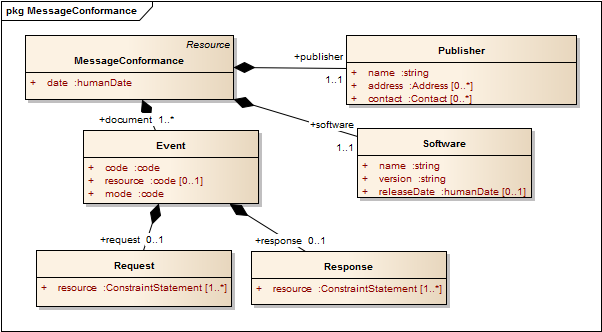 pkg MessageConformance
Resource
MessageConformance
+ date :humanDate
+publisher
1..1
Publisher
+ name :string
+ address :Address [0..*]
+ contact :Contact [0..*]
+software
1..1
Software
+ name :string
+ version :string
+ releaseDate :humanDate [0..1]
+document 1..*
Event
+ code :code
+ resource :code [0..1]
+ mode :code
+request 0..1
+response 0..1
Request
+ resource :ConstraintStatement [1..*]
Response
+ resource :ConstraintStatement [1..*]